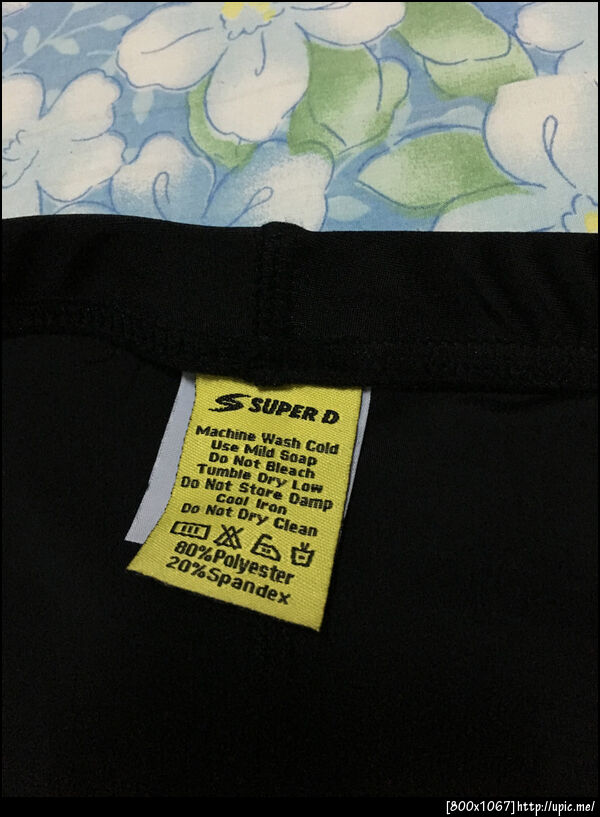 SUPER D
Machine Wash Cold
Use Mild Soap
Do Not Bleach
Tumble Dry Low
Do Not Store Damp
Cool Iron
Do Not Dry Clean
80%Polyester
20%Spandex
[800x1067]http://upic.me/